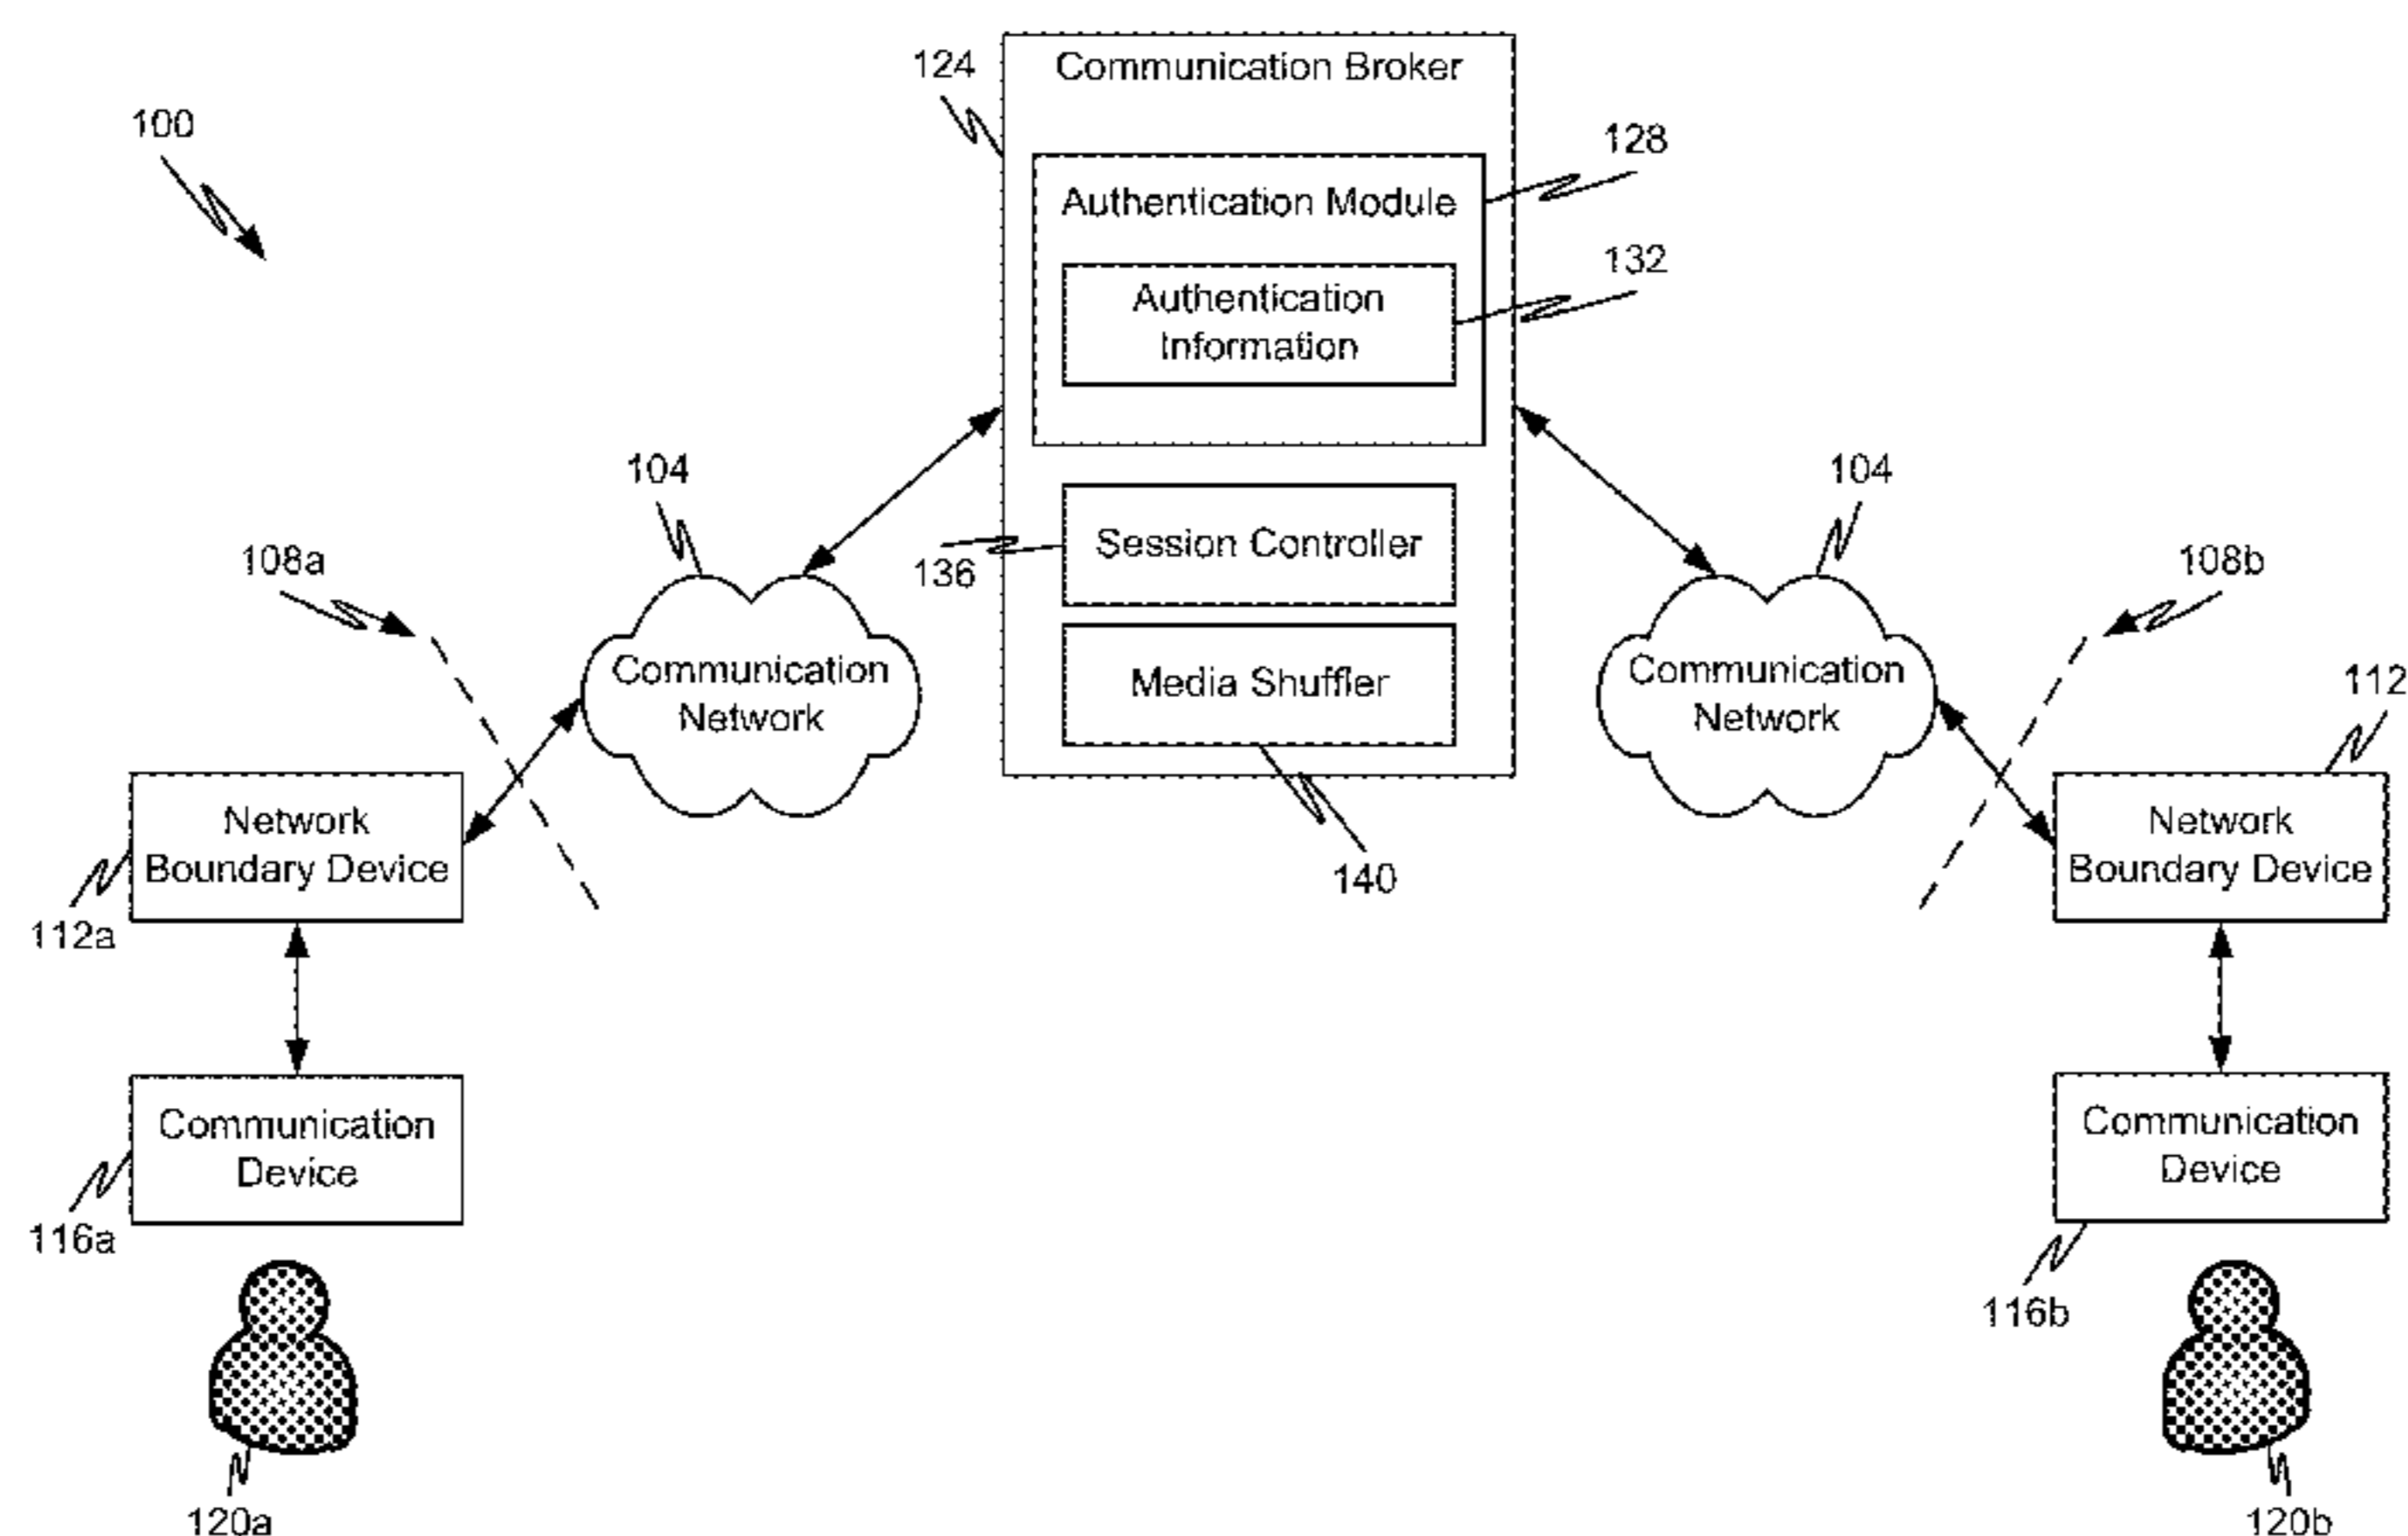 100
124
Communication Broker
128
Authentication Module
132
Authentication
Information
104
104
136
Session Controller
108a
108b
Communication
Network
Media Shuffler
Communication
Network
112
140
Network
Boundary Device
Network
Boundary Device
112a
Communication
Device
Communication
Device
116a
116b
120a
120b